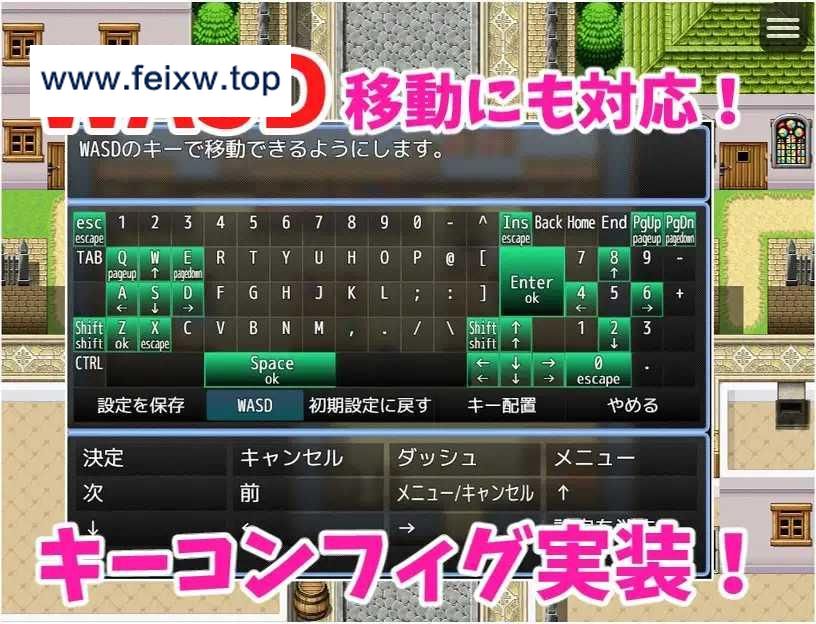 www.feixw.top
WASD 移動にも対応！
WASDのキーで移動できるようにします。
esc 1 2 3 4 5 6 7 8 9 0 - ^ Ins Back Home End PgUp PgDn
escape escape pageup pagedown
TAB Q W E R T Y U H O P @ [ Enter 7 8 9 -
pageup ↑ pagedown ok ↑
A S D F G H J K L ; : ] 4 5 6 +
← ↓ → ← →
Shift Z X C V B N M , . / \ Shift ↑ 1 2 3
shift ok escape shift ↑ ↓
CTRL Space ← ↓ → 0 .
ok ← ↓ → escape
設定を保存 WASD 初期設定に戻す キー配置 やめる
決定 キャンセル ダッシュ メニュー
次 前 メニュー/キャンセル ↑
↓ ← →
キーコンフィグ実装！